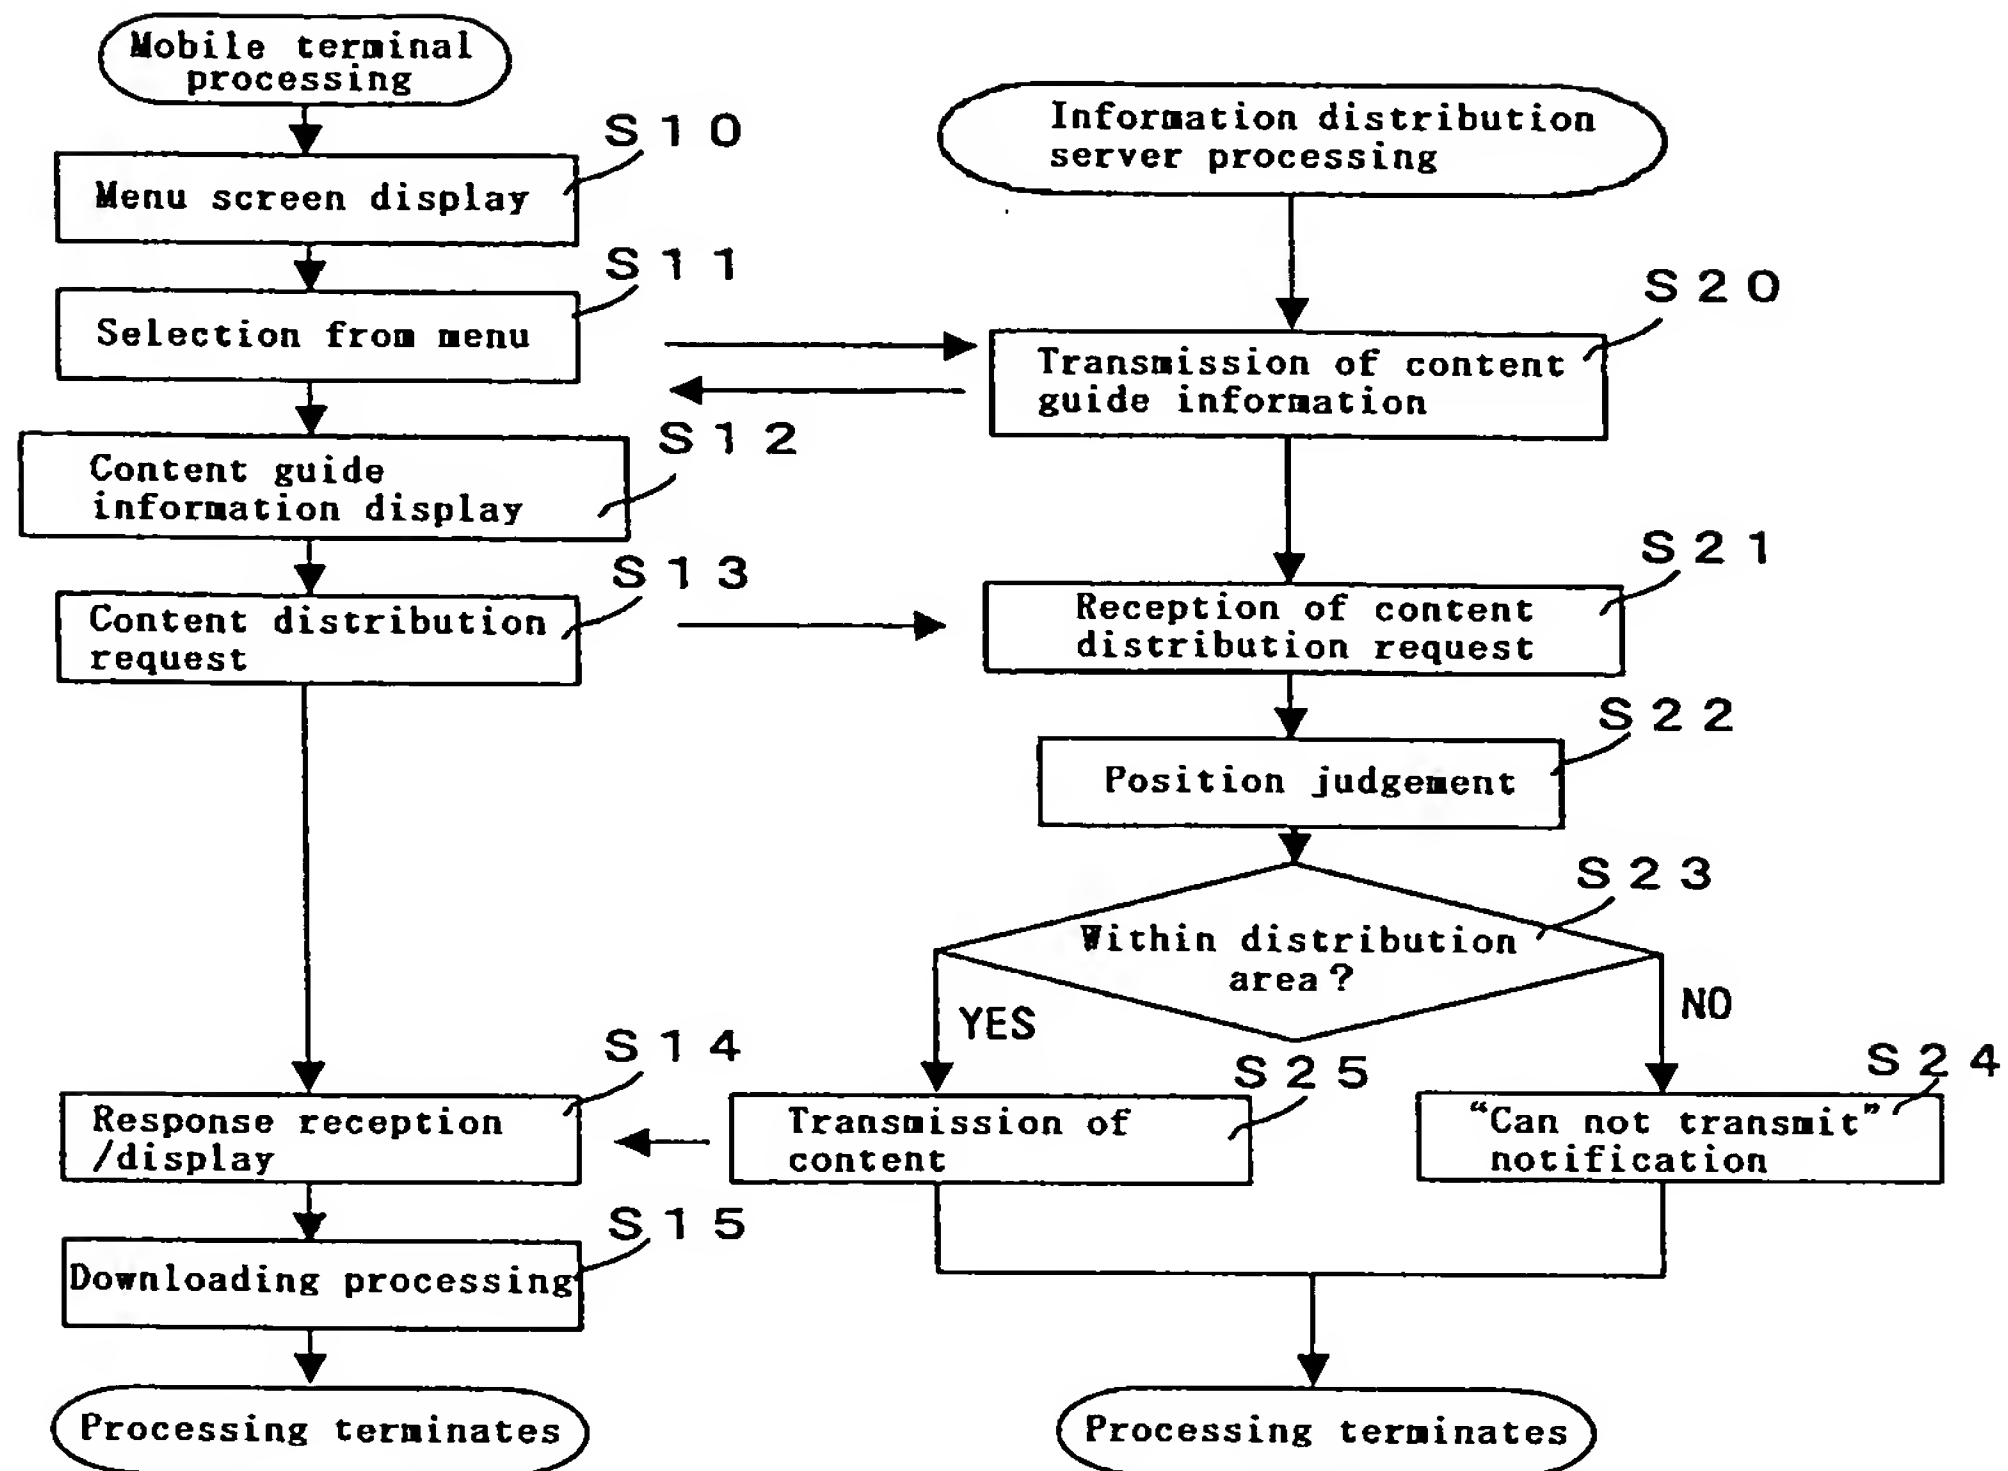 Mobile terminal
processing
S10
Menu screen display
S11
Selection from menu
S12
Content guide
information display
S13
Content distribution
request
S14
Response reception
/display
S15
Downloading processing
Processing terminates
Information distribution
server processing
S20
Transmission of content
guide information
S21
Reception of content
distribution request
S22
Position judgement
S23
Within distribution
area?
YES
NO
S25
Transmission of
content
S24
“Can not transmit”
notification
Processing terminates